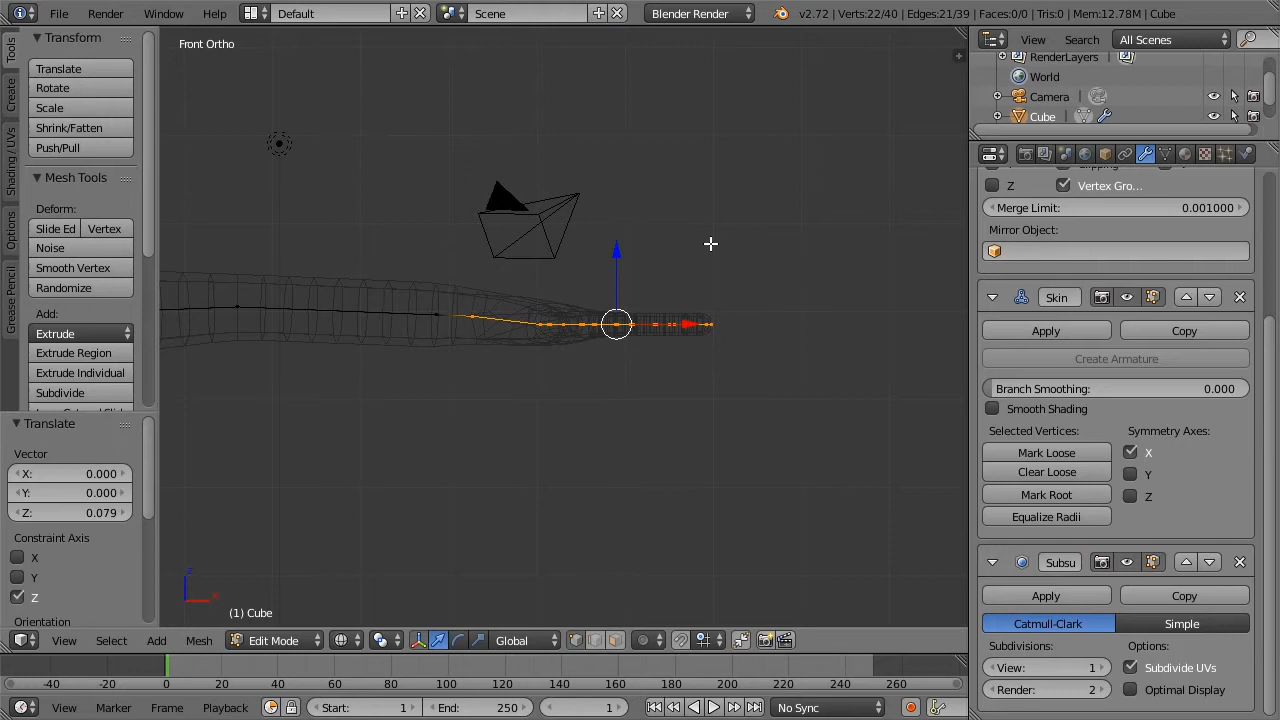 File Render Window Help Default Scene Blender Render v2.72 | Verts:22/40 | Edges:21/39 | Faces:0/0 | Tris:0 | Mem:12.78M | Cube
Tools
Create
Shading / UVs
Options
Grease Pencil
Transform
Translate
Rotate
Scale
Shrink/Fatten
Push/Pull
Mesh Tools
Deform:
Slide Ed Vertex
Noise
Smooth Vertex
Randomize
Add:
Extrude
Extrude Region
Extrude Individual
Subdivide
Translate
Vector
X: 0.000
Y: 0.000
Z: 0.079
Constraint Axis
X
Y
Z
Orientation
Front Ortho
z
x
(1) Cube
View Select Add Mesh Edit Mode Global
-40 -20 0 20 40 60 80 100 120 140 160 180 200 220 240 260
View Marker Frame Playback Start: 1 End: 250 1 No Sync
View Search All Scenes
RenderLayers
World
Camera
Cube
Z Vertex Gro...
Merge Limit: 0.001000
Mirror Object:
Skin
Apply Copy
Create Armature
Branch Smoothing: 0.000
Smooth Shading
Selected Vertices: Symmetry Axes:
Mark Loose X
Clear Loose Y
Mark Root Z
Equalize Radii
Subsu
Apply Copy
Catmull-Clark Simple
Subdivisions: Options:
View: 1 Subdivide UVs
Render: 2 Optimal Display